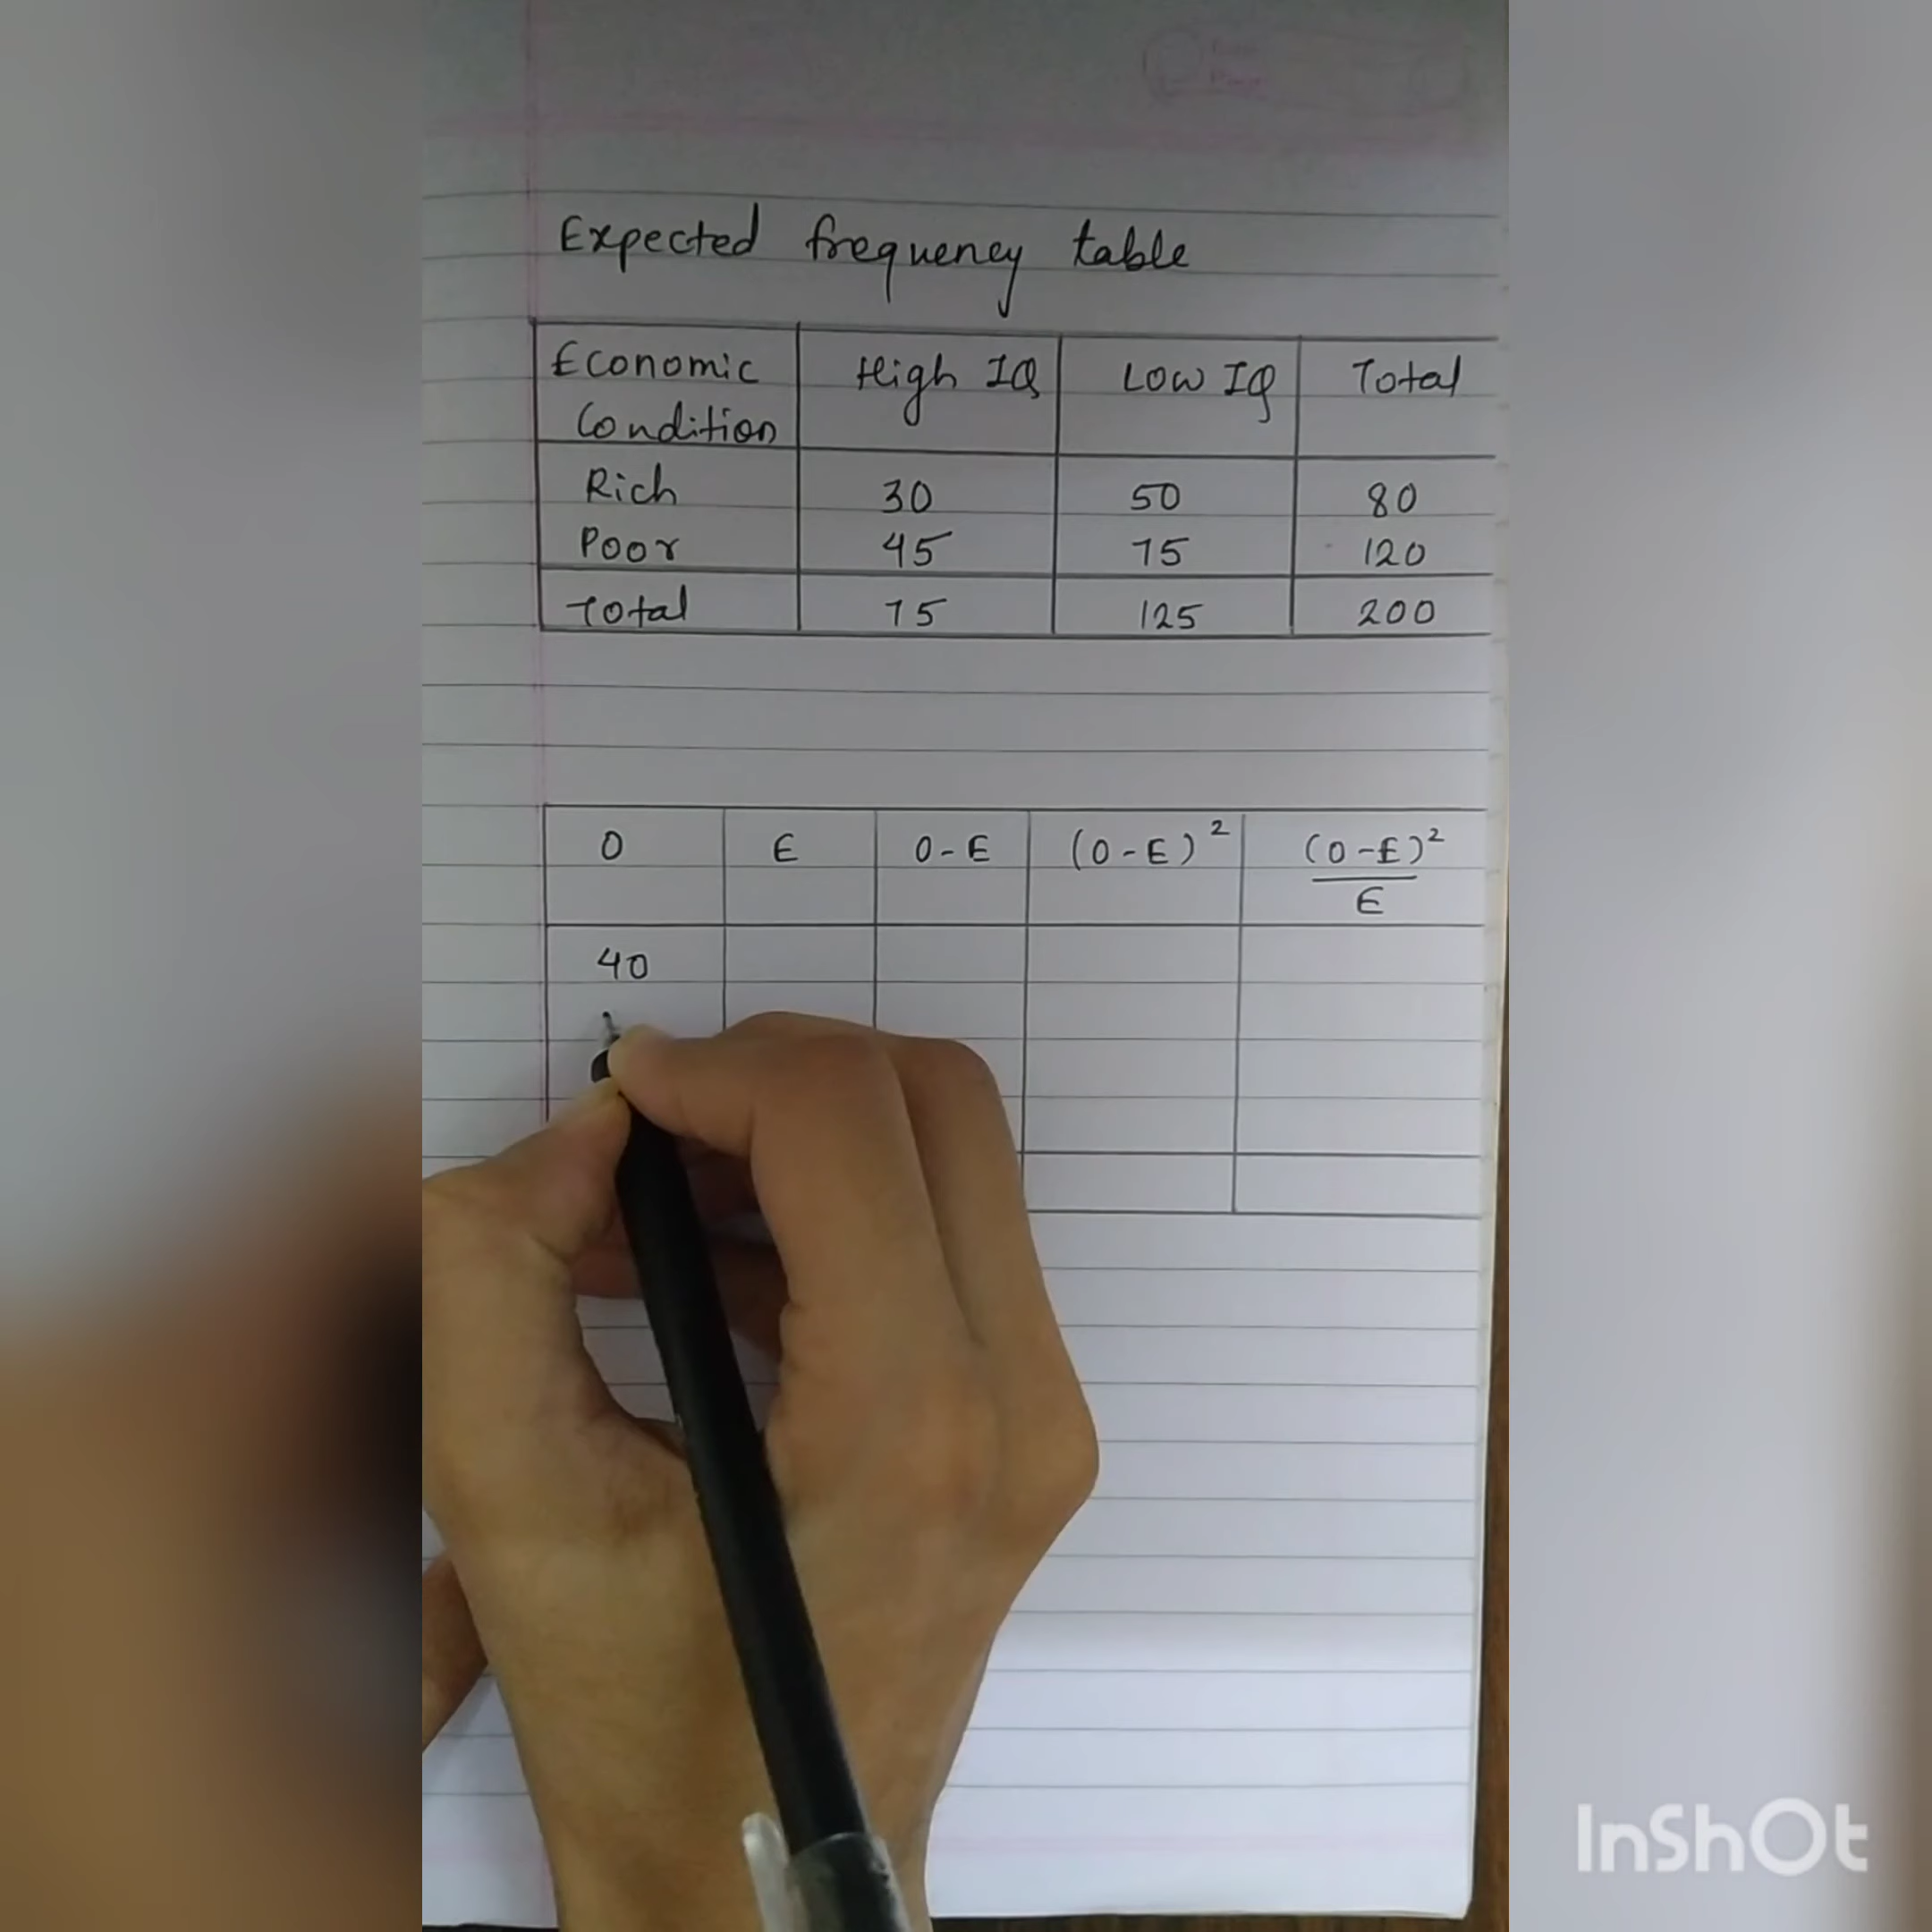 Expected frequency table
Economic Condition High IQ Low IQ Total
Rich 30 50 80
Poor 45 75 120
Total 75 125 200
O E O-E (O-E)² (O-E)²/E
40
InShOt